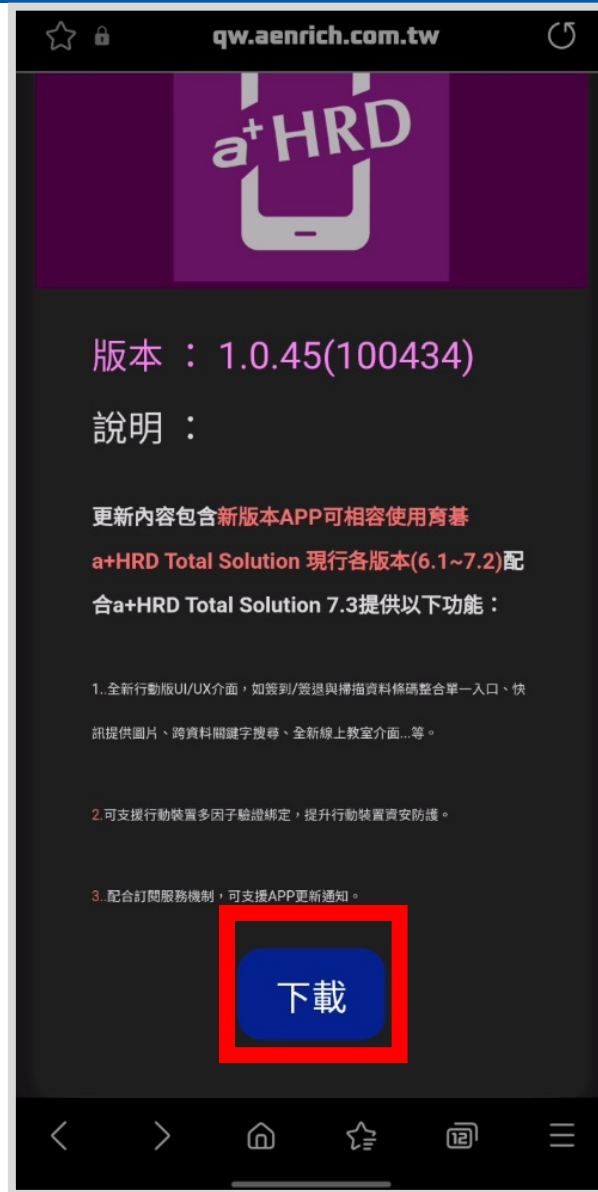 qw.aenrich.com.tw
a+HRD
版本 ： 1.0.45(100434)
說明 ：
更新內容包含新版本APP可相容使用育碁
a+HRD Total Solution 現行各版本(6.1~7.2)配
合a+HRD Total Solution 7.3提供以下功能：
1..全新行動版UI/UX介面，如簽到/簽退與掃描資料條碼整合單一入口、快
訊提供圖片、跨資料關鍵字搜尋、全新線上教室介面...等。
2.可支援行動裝置多因子驗證綁定，提升行動裝置資安防護。
3..配合訂閱服務機制，可支援APP更新通知。
下載
12